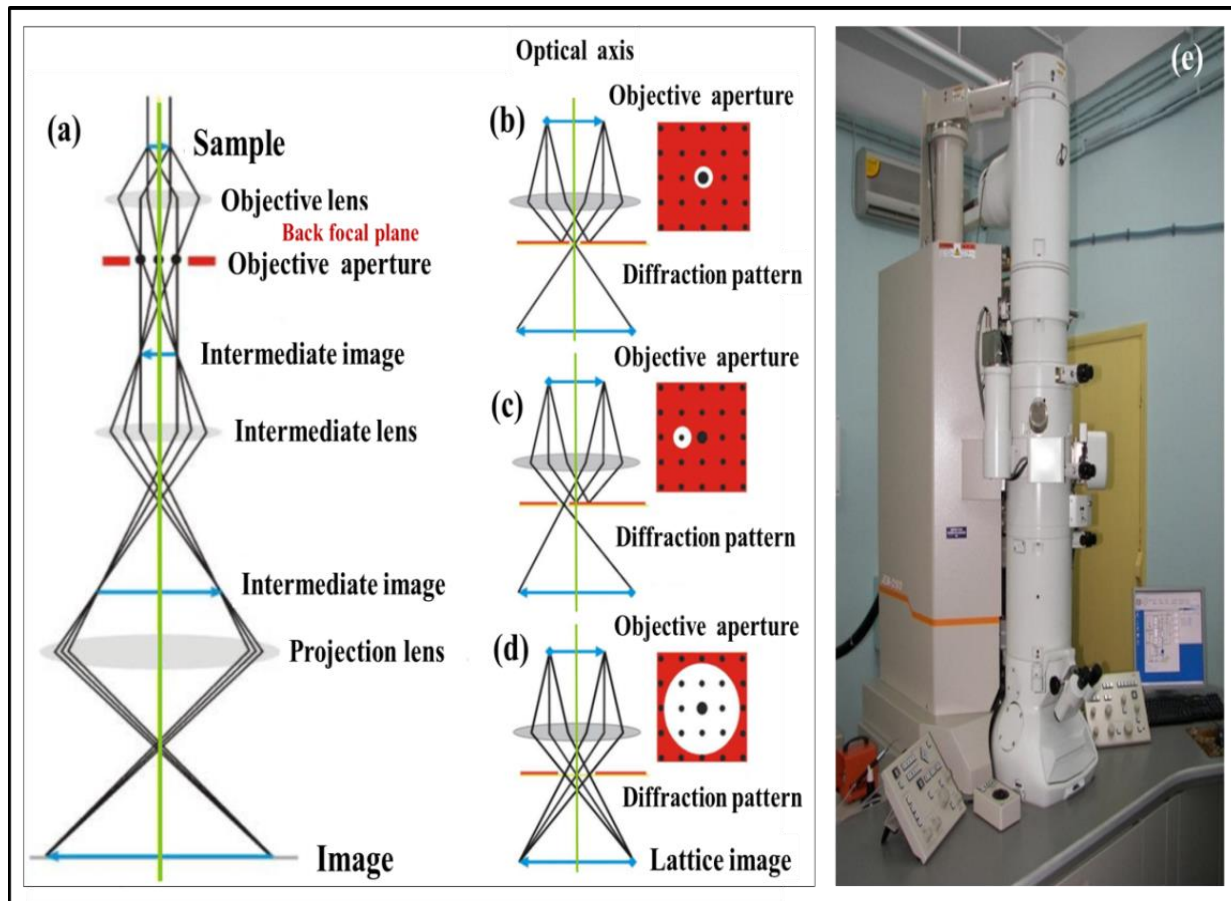 (a)
Sample
Objective lens
Back focal plane
Objective aperture
Intermediate image
Intermediate lens
Intermediate image
Projection lens
Image
Optical axis
(b)
Objective aperture
Diffraction pattern
(c)
Objective aperture
Diffraction pattern
(d)
Objective aperture
Diffraction pattern
Lattice image
(e)